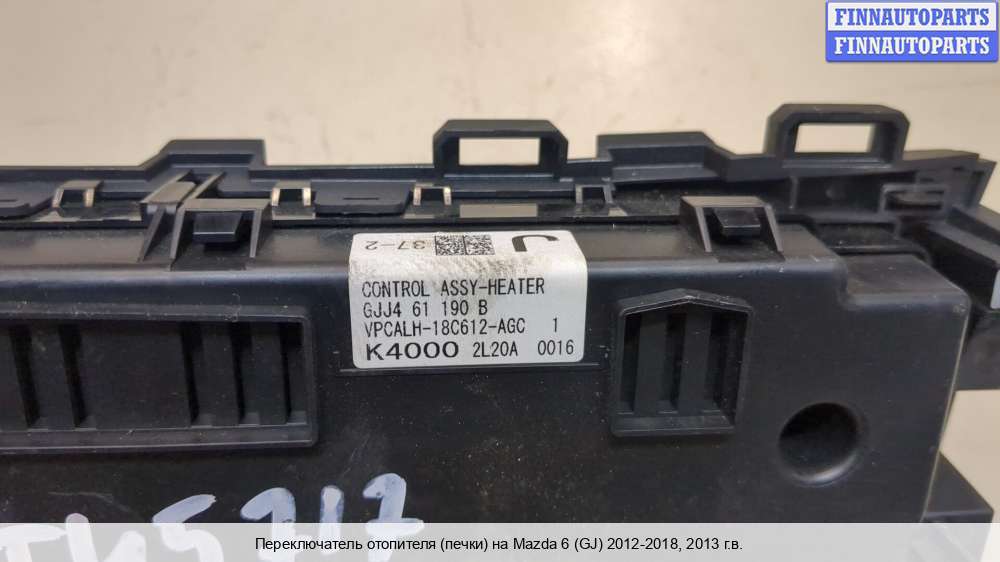 FINNAUTOPARTS
FINNAUTOPARTS
37-2 J
CONTROL ASSY-HEATER
GJJ4 61 190 B
VPCALH-18C612-AGC 1
K4000 2L20A 0016
Переключатель отопителя (печки) на Mazda 6 (GJ) 2012-2018, 2013 г.в.